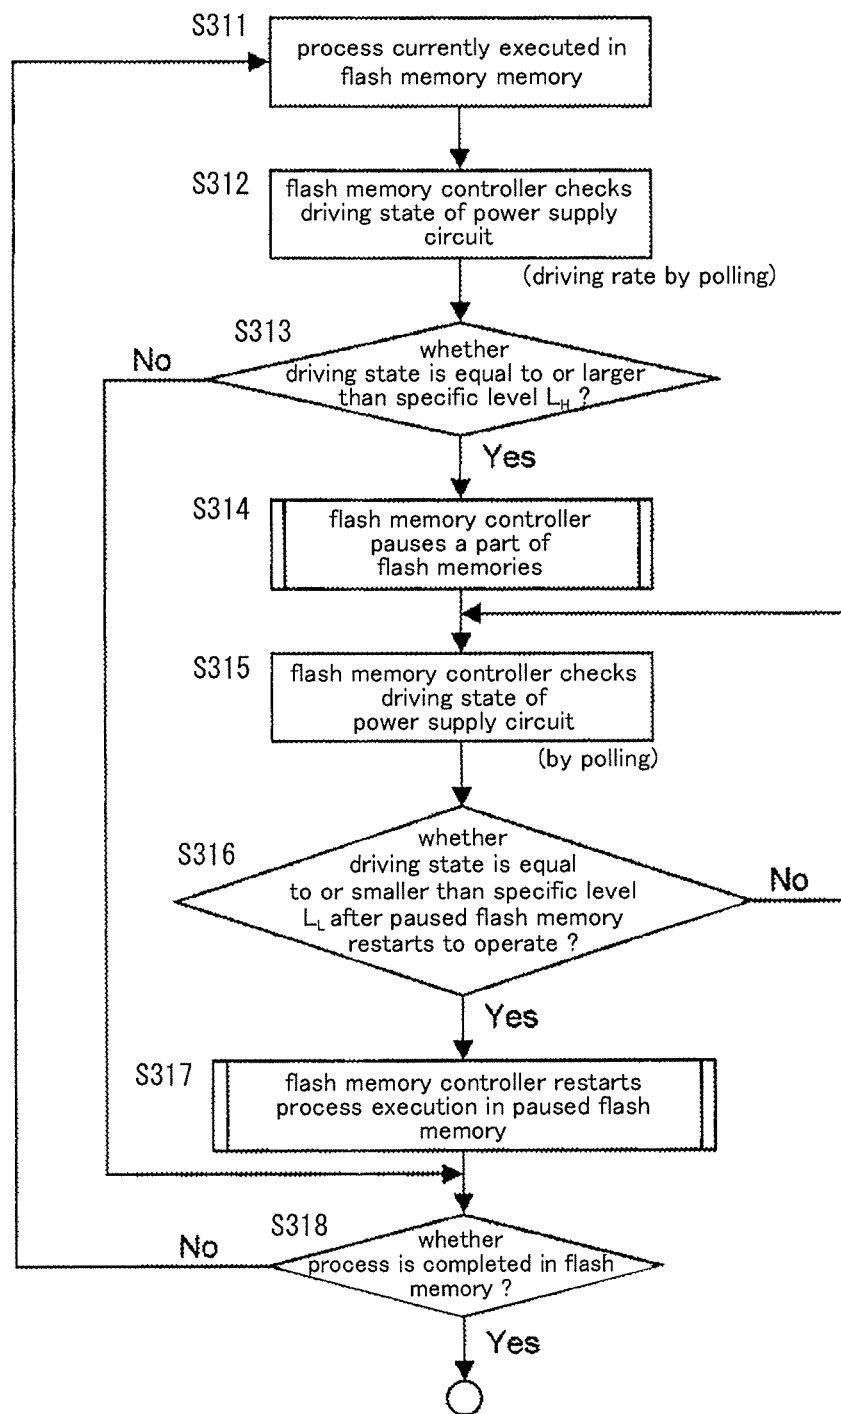 S311
process currently executed in
flash memory memory
S312
flash memory controller checks
driving state of power supply
circuit
(driving rate by polling)
S313
No
whether
driving state is equal to or larger
than specific level L_H ?
Yes
S314
flash memory controller
pauses a part of
flash memories
S315
flash memory controller checks
driving state of
power supply circuit
(by polling)
S316
whether
driving state is equal
to or smaller than specific level
L_L after paused flash memory
restarts to operate ?
No
Yes
S317
flash memory controller restarts
process execution in paused flash
memory
S318
No
whether
process is completed in flash
memory ?
Yes